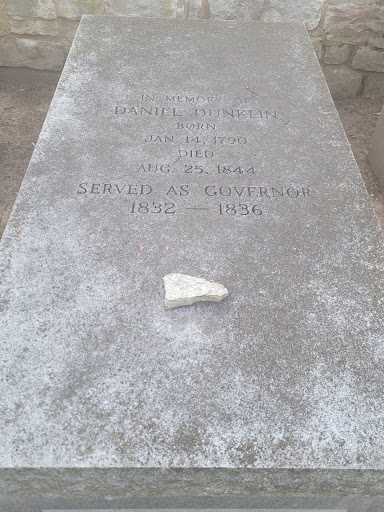 IN MEMORY OF
DANIEL DUNKLIN
BORN
JAN. 14, 1790
DIED
AUG. 25, 1844
SERVED AS GOVERNOR
1832 — 1836